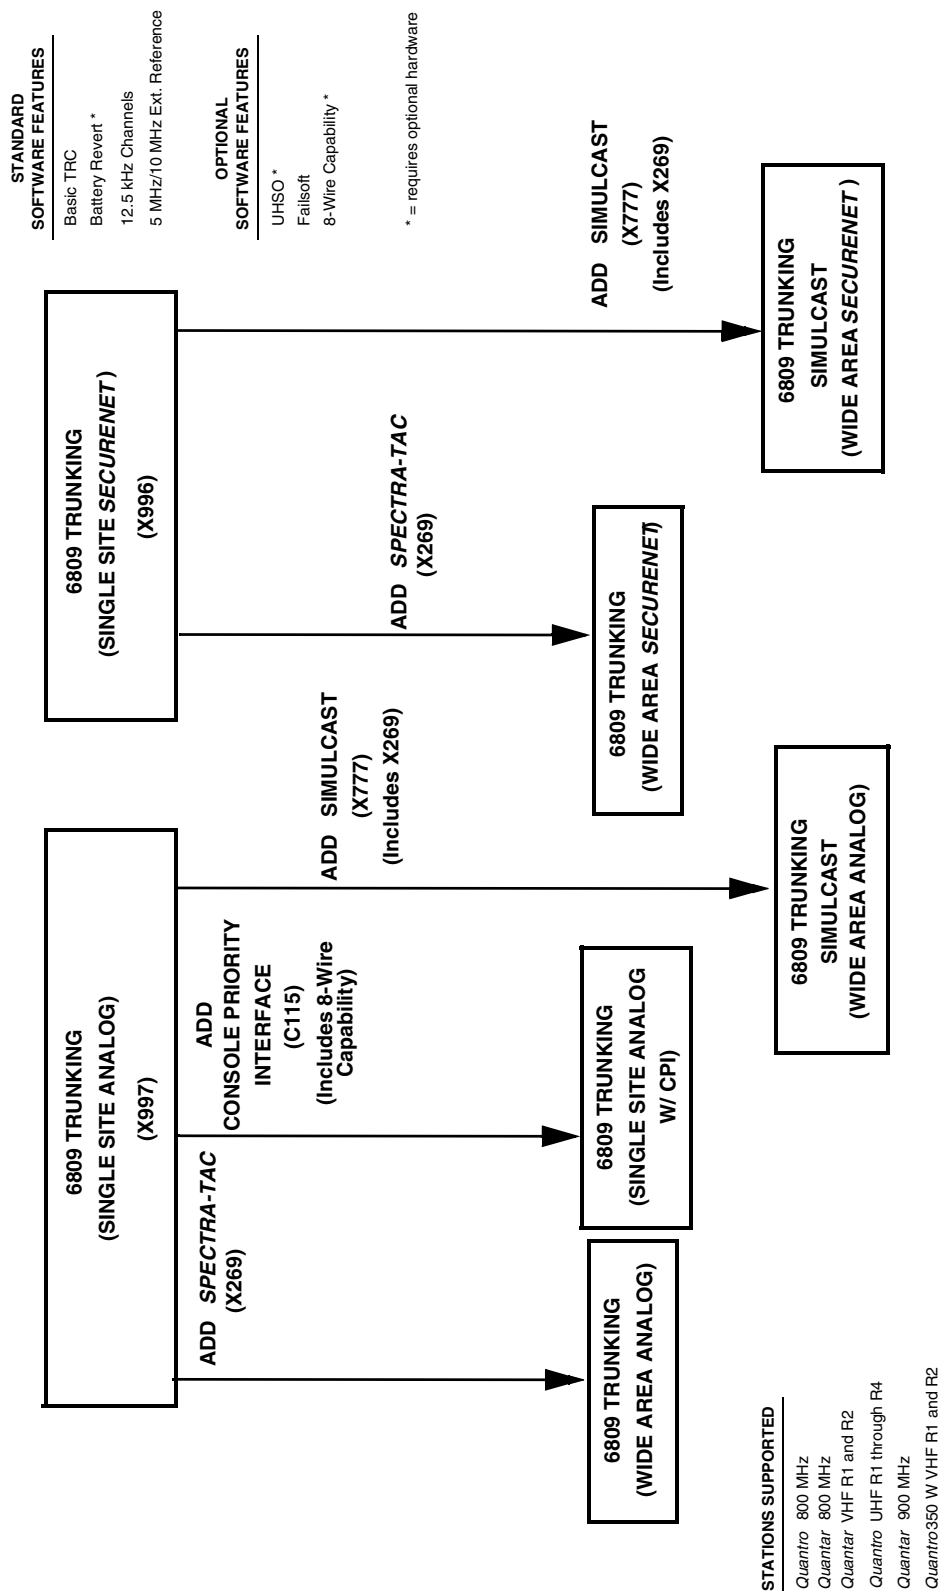 STANDARD
SOFTWARE FEATURES
Basic TRC
Battery Revert *
12.5 kHz Channels
5 MHz/10 MHz Ext. Reference
OPTIONAL
SOFTWARE FEATURES
UHSO *
Failsoft
8-Wire Capability *
* = requires optional hardware
6809 TRUNKING
(SINGLE SITE ANALOG)
(X997)
6809 TRUNKING
(SINGLE SITE SECURENET)
(X996)
ADD SPECTRA-TAC
(X269)
ADD
CONSOLE PRIORITY
INTERFACE
(C115)
(Includes 8-Wire
Capability)
ADD SIMULCAST
(X777)
(Includes X269)
ADD SPECTRA-TAC
(X269)
ADD SIMULCAST
(X777)
(Includes X269)
6809 TRUNKING
(WIDE AREA ANALOG)
6809 TRUNKING
(SINGLE SITE ANALOG
W/ CPI)
6809 TRUNKING
SIMULCAST
(WIDE AREA ANALOG)
6809 TRUNKING
(WIDE AREA SECURENET)
6809 TRUNKING
SIMULCAST
(WIDE AREA SECURENET)
STATIONS SUPPORTED
Quantro 800 MHz
Quantar 800 MHz
Quantar VHF R1 and R2
Quantro UHF R1 through R4
Quantar 900 MHz
Quantro 350 W VHF R1 and R2